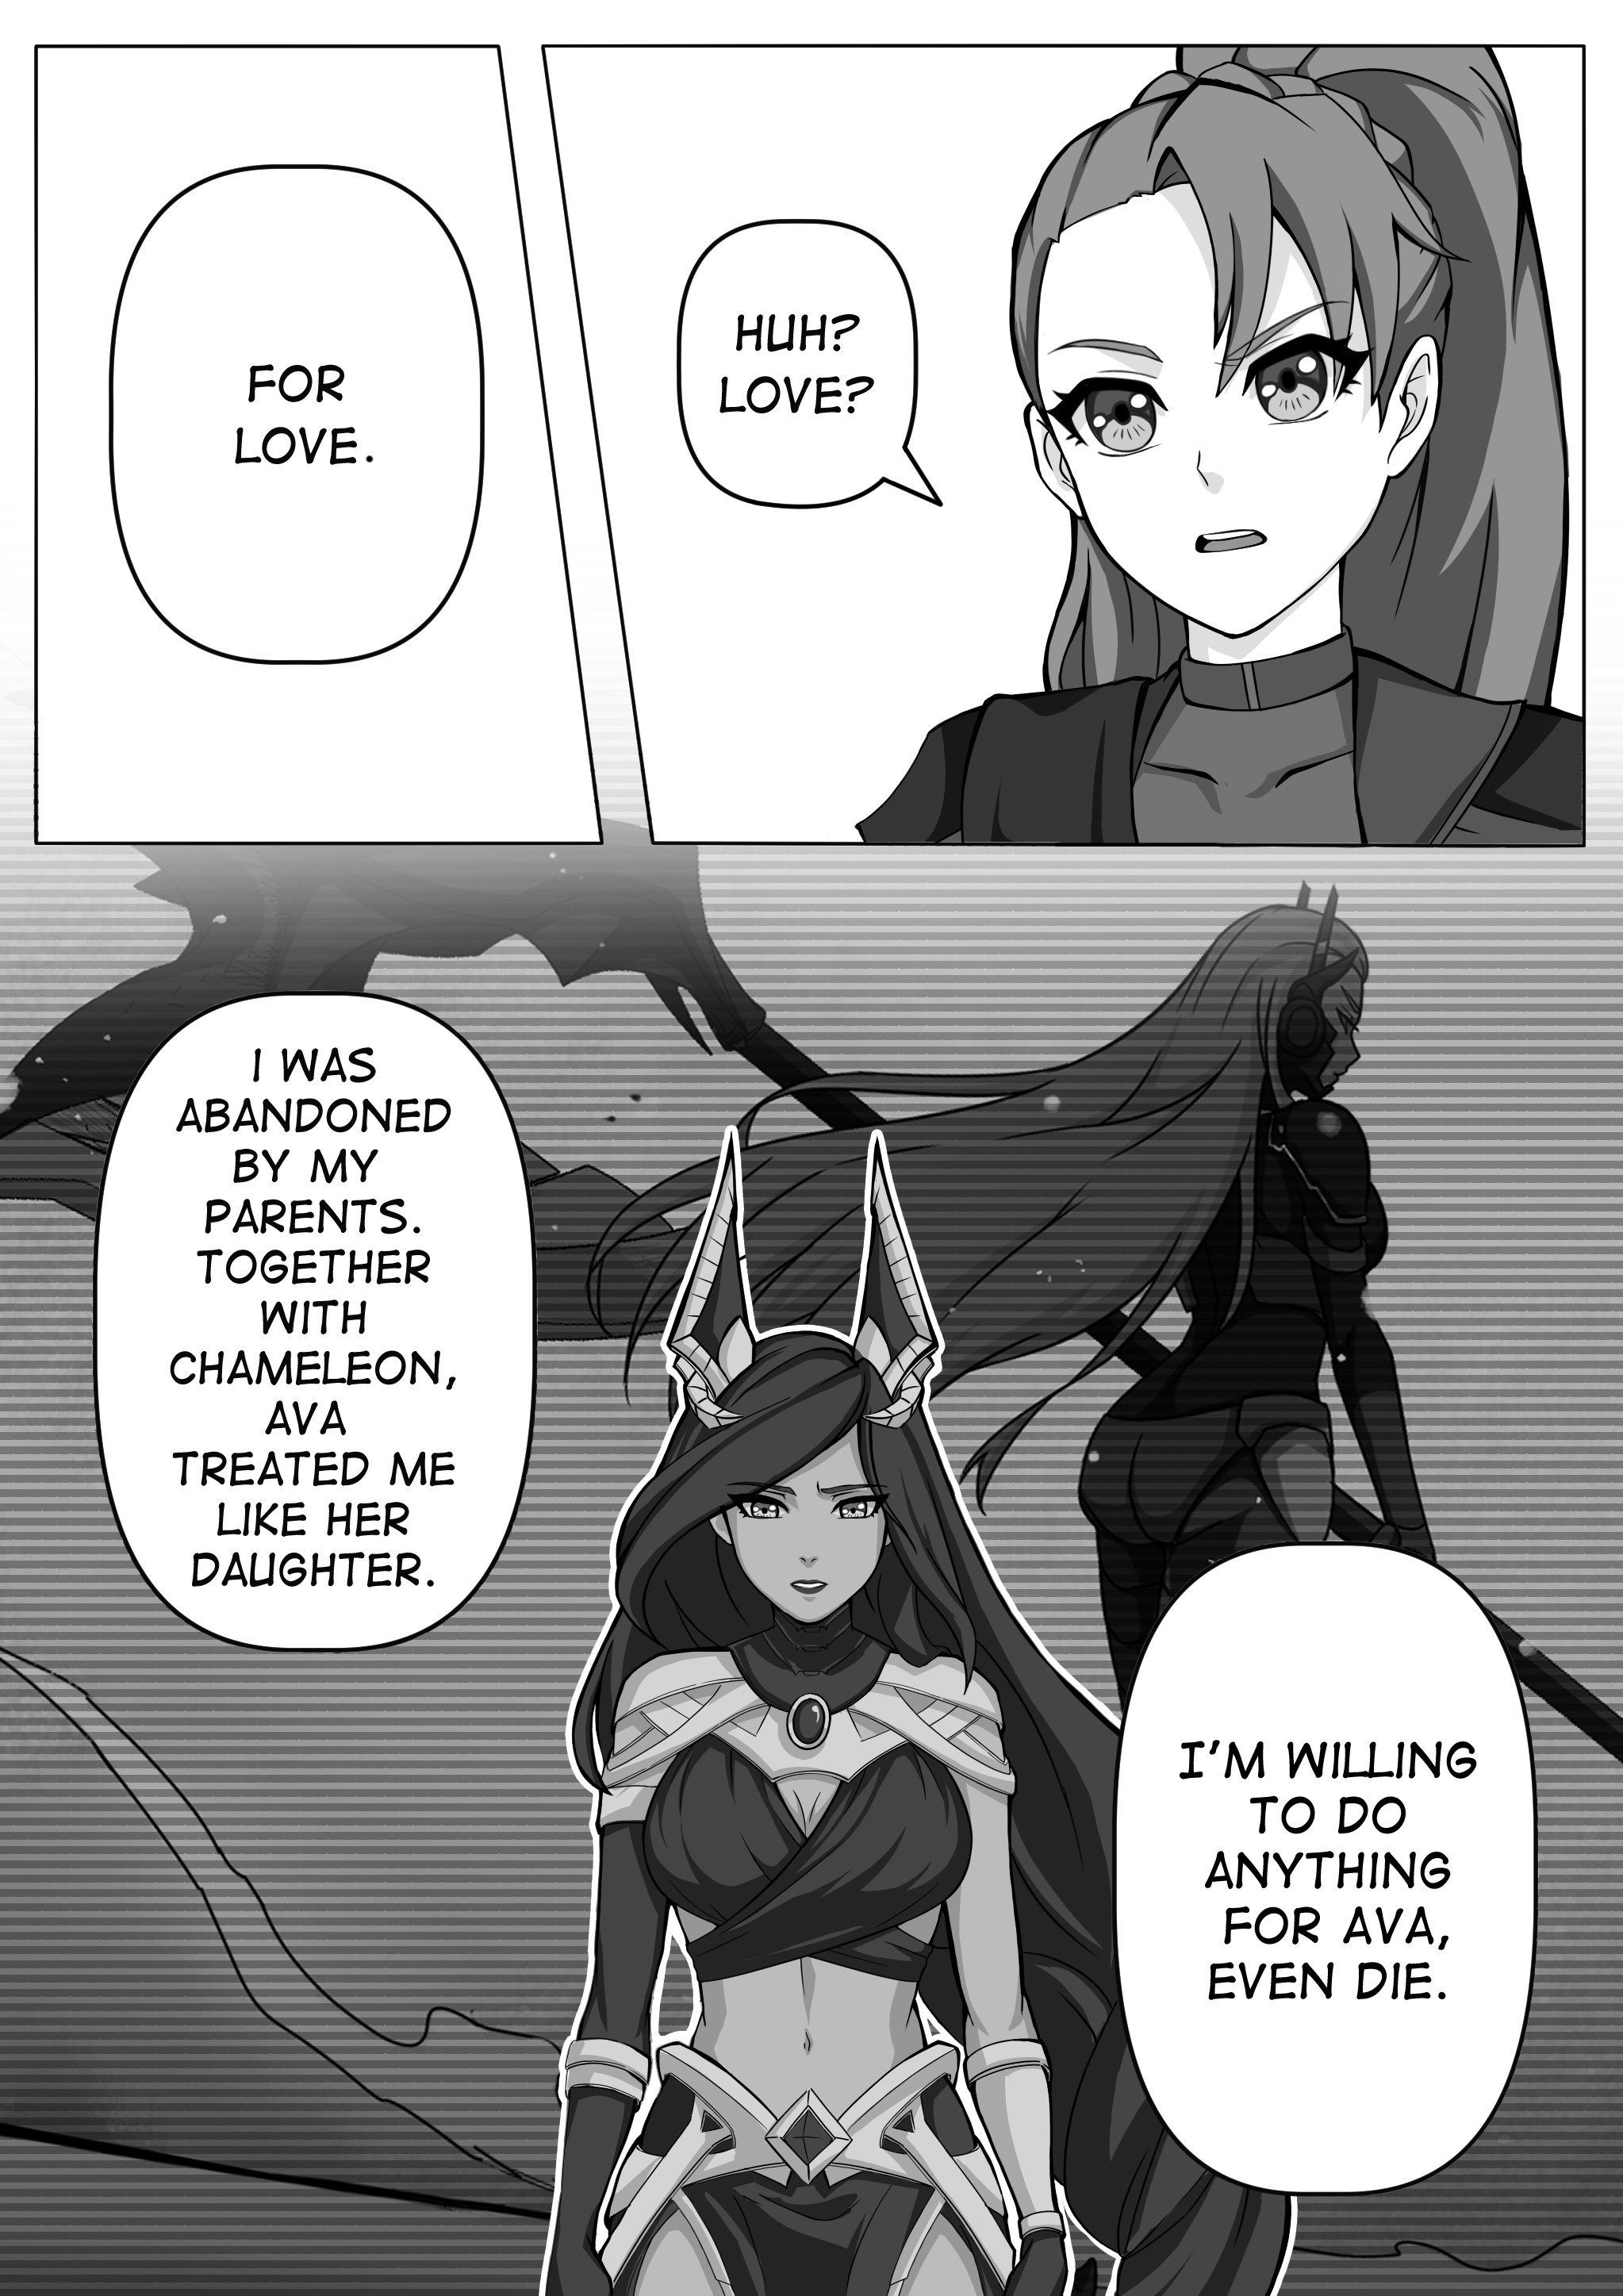 FOR
LOVE.
HUH?
LOVE?
I WAS
ABANDONED
BY MY
PARENTS.
TOGETHER
WITH
CHAMELEON,
AVA
TREATED ME
LIKE HER
DAUGHTER.
I'M WILLING
TO DO
ANYTHING
FOR AVA,
EVEN DIE.